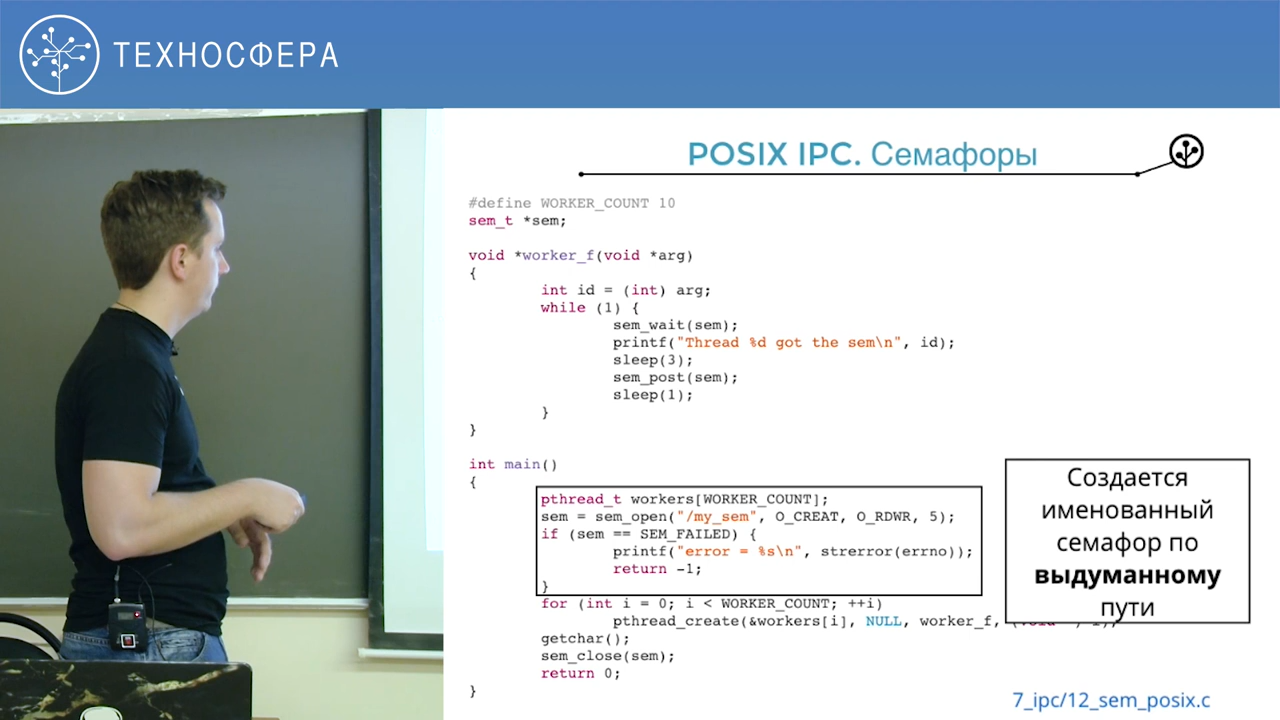 ТЕХНОСФЕРА
POSIX IPC. Семафоры
#define WORKER_COUNT 10
sem_t *sem;
void *worker_f(void *arg)
{
int id = (int) arg;
while (1) {
sem_wait(sem);
printf("Thread %d got the sem\n", id);
sleep(3);
sem_post(sem);
sleep(1);
}
}
int main()
{
pthread_t workers[WORKER_COUNT];
sem = sem_open("/my_sem", O_CREAT, O_RDWR, 5);
if (sem == SEM_FAILED) {
printf("error = %s\n", strerror(errno));
return -1;
}
for (int i = 0; i < WORKER_COUNT; ++i)
pthread_create(&workers[i], NULL, worker_f,
getchar();
sem_close(sem);
return 0;
}
Создается
именованный
семафор по
выдуманному
пути
7_ipc/12_sem_posix.c